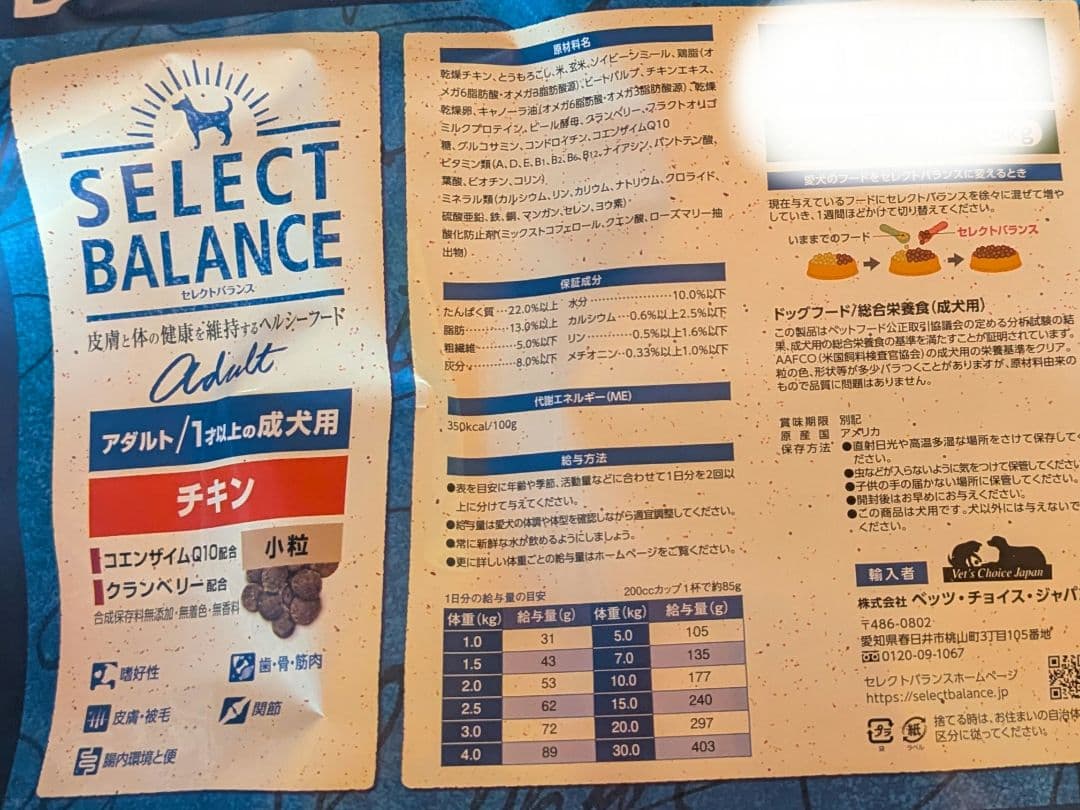 SELECT
BALANCE
セレクトバランス
皮膚と体の健康を維持するヘルシーフード
adult
アダルト/1才以上の成犬用
チキン
コエンザイムQ10配合
クランベリー配合
合成保存料無添加・無着色・無香料
小粒
嗜好性
歯・骨・筋肉
皮膚・被毛
関節
腸内環境と便
原材料名
乾燥チキン、とうもろこし、米、玄米、ソイビーンミール、鶏脂(オ
メガ6脂肪酸・オメガ3脂肪酸源)、ビートパルプ、チキンエキス、
乾燥卵、キャノーラ油(オメガ6脂肪酸・オメガ3脂肪酸源)、乾燥
ミルクプロテイン、ビール酵母、クランベリー、フラクトオリゴ
糖、グルコサミン、コンドロイチン、コエンザイムQ10
ビタミン類(A、D、E、B1、B2、B6、B12、ナイアシン、パントテン酸、
葉酸、ビオチン、コリン)
ミネラル類(カルシウム、リン、カリウム、ナトリウム、クロライド、
硫酸亜鉛、鉄、銅、マンガン、セレン、ヨウ素)
酸化防止剤(ミックストコフェロール、クエン酸、ローズマリー抽
出物)
保証成分
たんぱく質…22.0%以上 水分…10.0%以下
脂肪…13.0%以上 カルシウム…0.6%以上2.5%以下
粗繊維…5.0%以下 リン…0.5%以上1.6%以下
灰分…8.0%以下 メチオニン…0.33%以上1.0%以下
代謝エネルギー(ME)
350kcal/100g
給与方法
●表を目安に年齢や季節、活動量などに合わせて1日分を2回以
上に分けて与えてください。
●給与量は愛犬の体調や体型を確認しながら適宜調整してください。
●常に新鮮な水が飲めるようにしましょう。
●更に詳しい体重ごとの給与量はホームページをご覧ください。
1日分の給与量の目安 200ccカップ1杯で約85g
体重(kg) 給与量(g) 体重(kg) 給与量(g)
1.0 31 5.0 105
1.5 43 7.0 135
2.0 53 10.0 177
2.5 62 15.0 240
3.0 72 20.0 297
4.0 89 30.0 403
愛犬のフードをセレクトバランスに変えるとき
現在与えているフードにセレクトバランスを徐々に混ぜて増や
していき、1週間ほどかけて切り替えてください。
いままでのフード セレクトバランス
ドッグフード/総合栄養食(成犬用)
この製品はペットフード公正取引協議会の定める分析試験の結
果、成犬用の総合栄養食の基準を満たすことが証明されています。
AAFCO(米国飼料検査官協会)の成犬用の栄養基準をクリア。
粒の色、形状等が多少バラつくことがありますが、原材料由来の
もので品質に問題はありません。
賞味期限 別記
原産国 アメリカ
保存方法 ●直射日光や高温多湿な場所をさけて保存して
ださい。
●虫などが入らないように気をつけて保管してください
●子供の手の届かない場所に保管してください。
●開封後はお早めにお与えください。
●この商品は犬用です。犬以外には与えないで
ください。
輸入者
Vet's Choice Japan
株式会社 ベッツ・チョイス・ジャパ
〒486-0802
愛知県春日井市桃山町3丁目105番地
0120-09-1067
セレクトバランスホームページ
https://selectbalance.jp
プラ
袋
紙
ラベル
捨てる時は、お住まいの自治体
区分に従ってください。